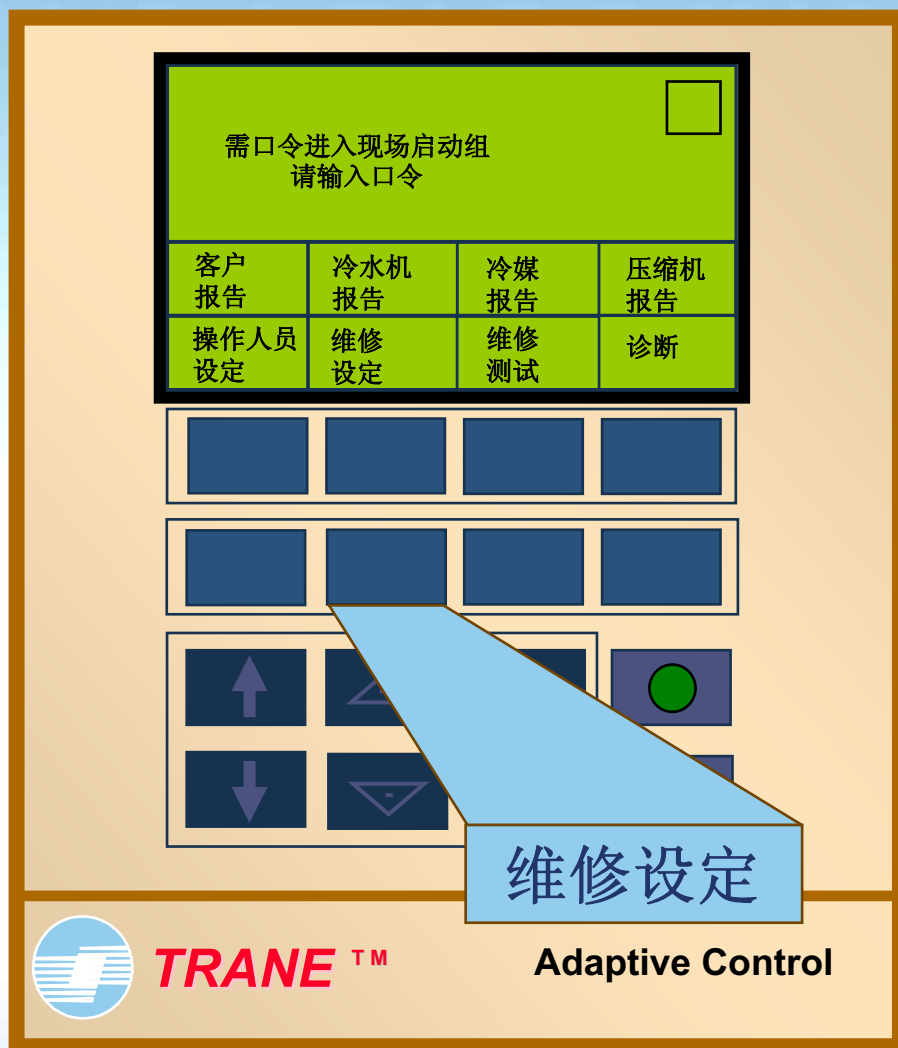 需口令进入现场启动组
请输入口令
客户
报告
冷水机
报告
冷媒
报告
压缩机
报告
操作人员
设定
维修
设定
维修
测试
诊断
维修设定
TRANE ™
Adaptive Control